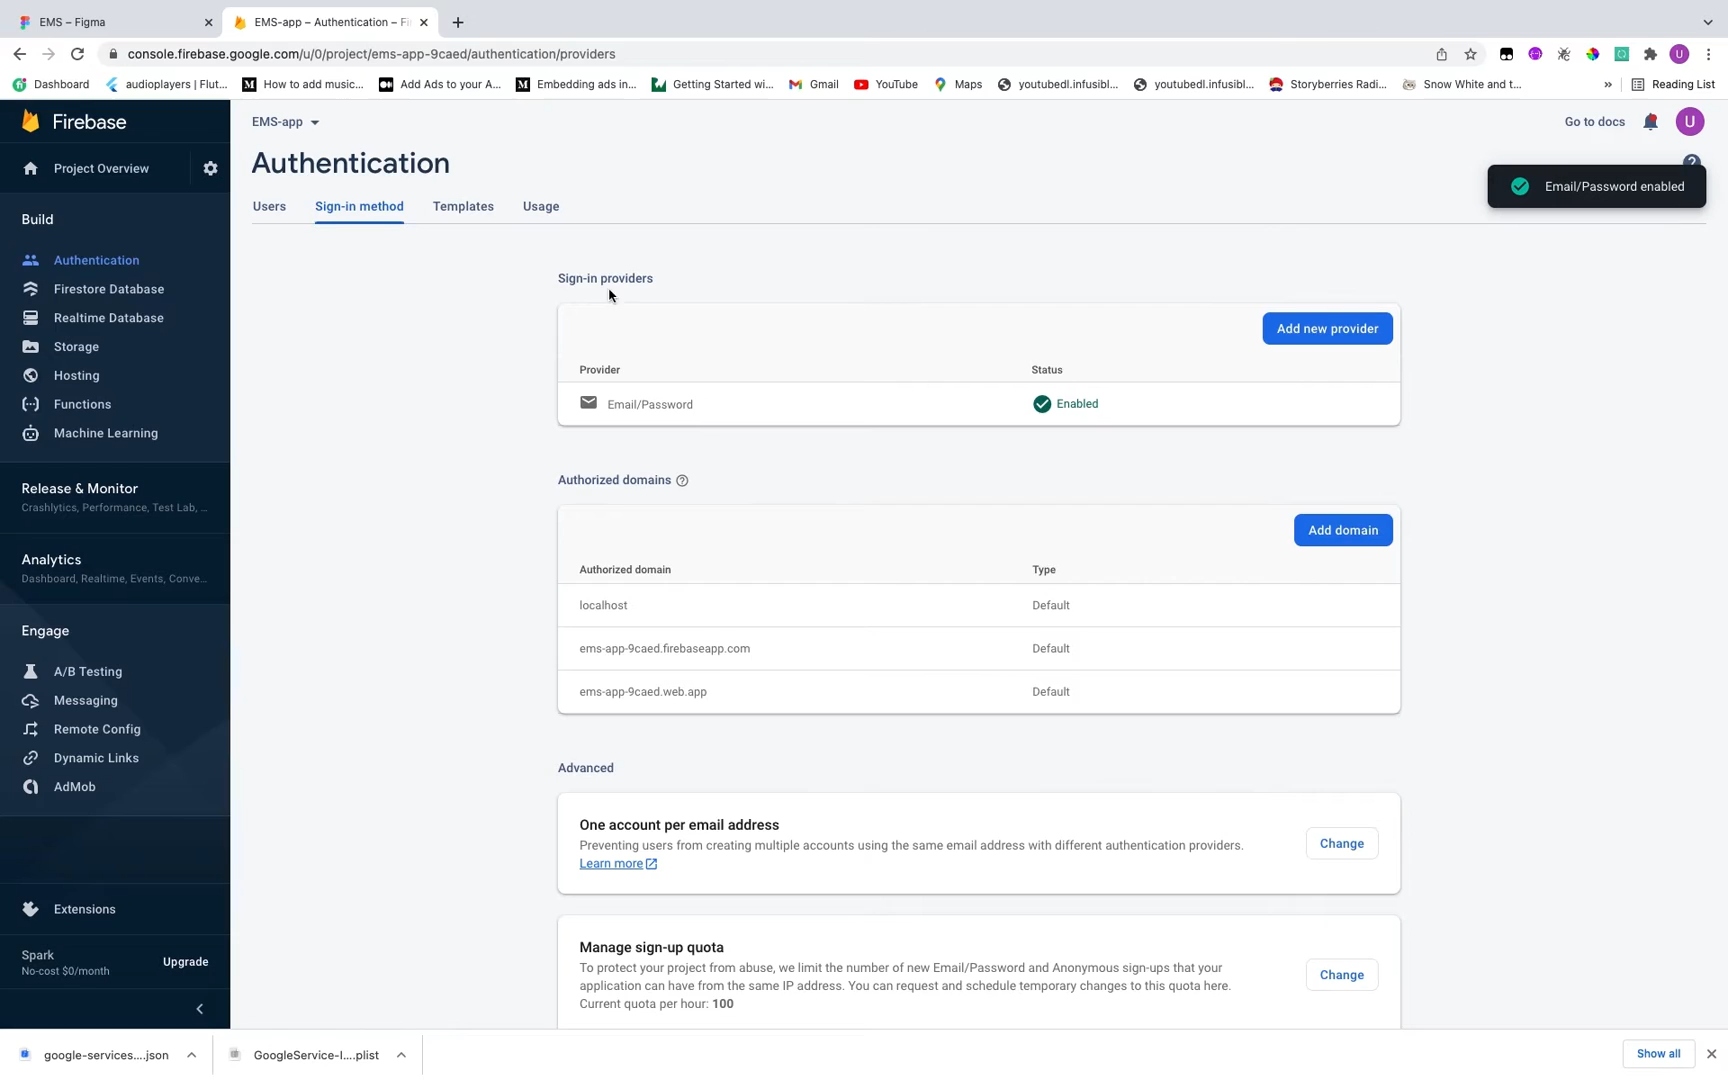 EMS – Figma
EMS-app – Authentication – Fi
console.firebase.google.com/u/0/project/ems-app-9caed/authentication/providers
Dashboard
audioplayers | Flut...
How to add music...
Add Ads to your A...
Embedding ads in...
Getting Started wi...
Gmail
YouTube
Maps
youtubedl.infusibl...
youtubedl.infusibl...
Storyberries Radi...
Snow White and t...
»
Reading List
Firebase
EMS-app
Go to docs
U
Project Overview
Authentication
Email/Password enabled
Users
Sign-in method
Templates
Usage
Build
Authentication
Firestore Database
Realtime Database
Storage
Hosting
Functions
Machine Learning
Release & Monitor
Crashlytics, Performance, Test Lab, ...
Analytics
Dashboard, Realtime, Events, Conve...
Engage
A/B Testing
Messaging
Remote Config
Dynamic Links
AdMob
Extensions
Spark
No-cost $0/month
Upgrade
Sign-in providers
Add new provider
Provider
Status
Email/Password
Enabled
Authorized domains
Add domain
Authorized domain
Type
localhost
Default
ems-app-9caed.firebaseapp.com
Default
ems-app-9caed.web.app
Default
Advanced
One account per email address
Preventing users from creating multiple accounts using the same email address with different authentication providers.
Learn more
Change
Manage sign-up quota
To protect your project from abuse, we limit the number of new Email/Password and Anonymous sign-ups that your
application can have from the same IP address. You can request and schedule temporary changes to this quota here.
Current quota per hour: 100
Change
google-services....json
GoogleService-I....plist
Show all